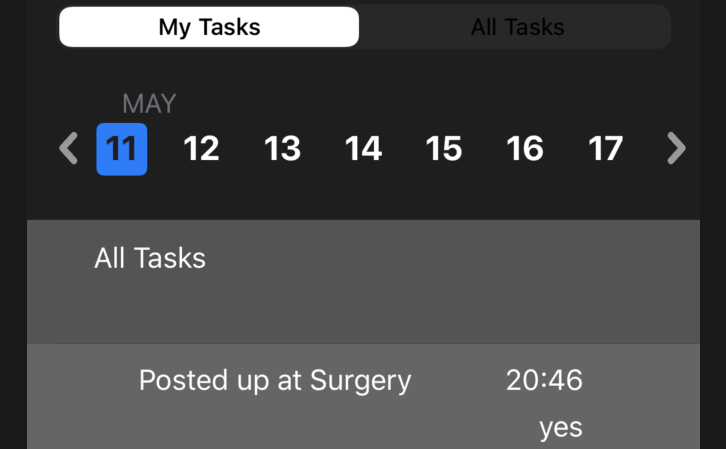 My Tasks All Tasks
MAY
11 12 13 14 15 16 17
All Tasks
Posted up at Surgery 20:46
yes